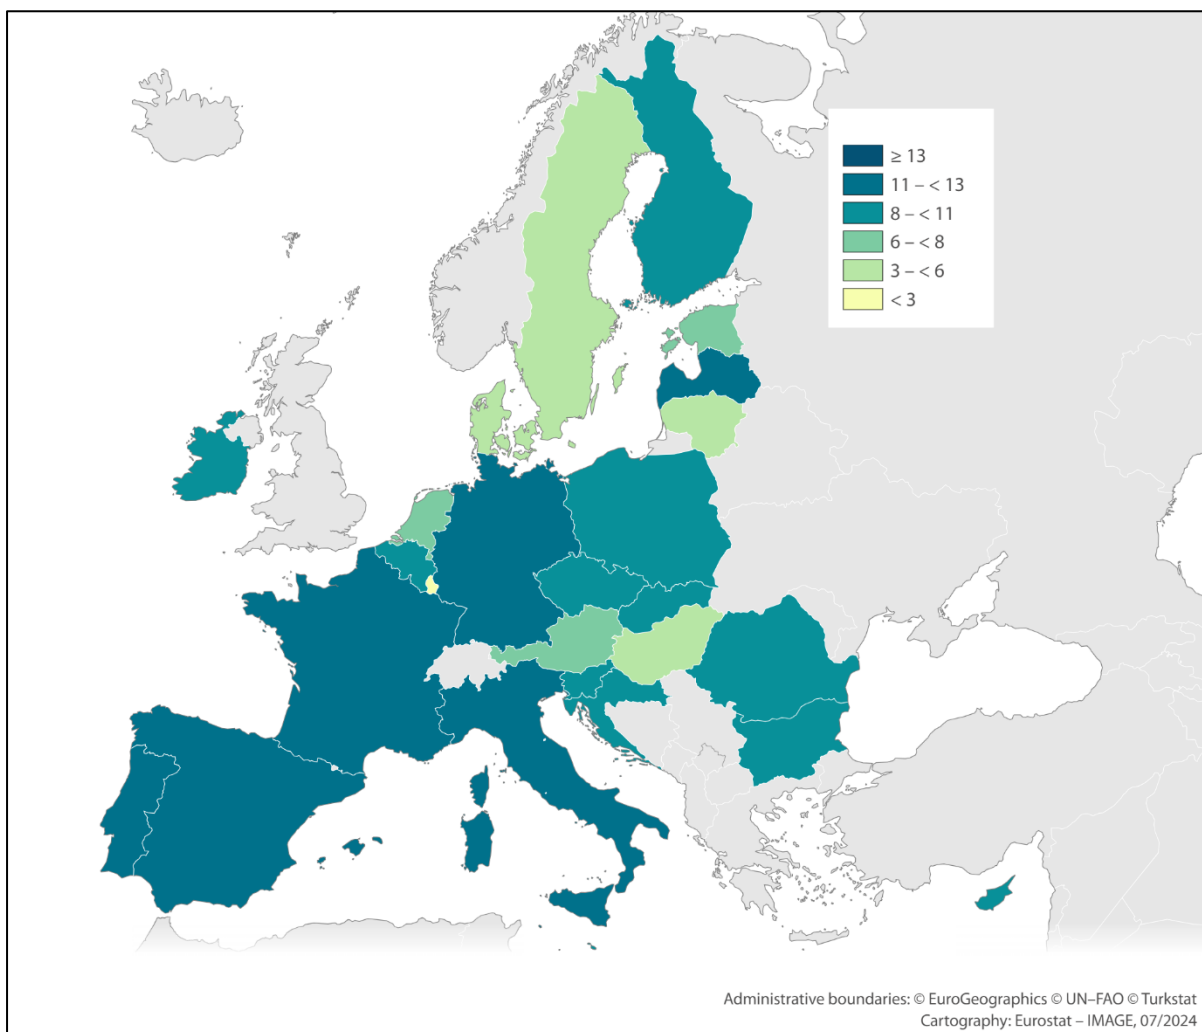 ≥ 13
11 – < 13
8 – < 11
6 – < 8
3 – < 6
< 3
Administrative boundaries: © EuroGeographics © UN–FAO © Turkstat
Cartography: Eurostat – IMAGE, 07/2024